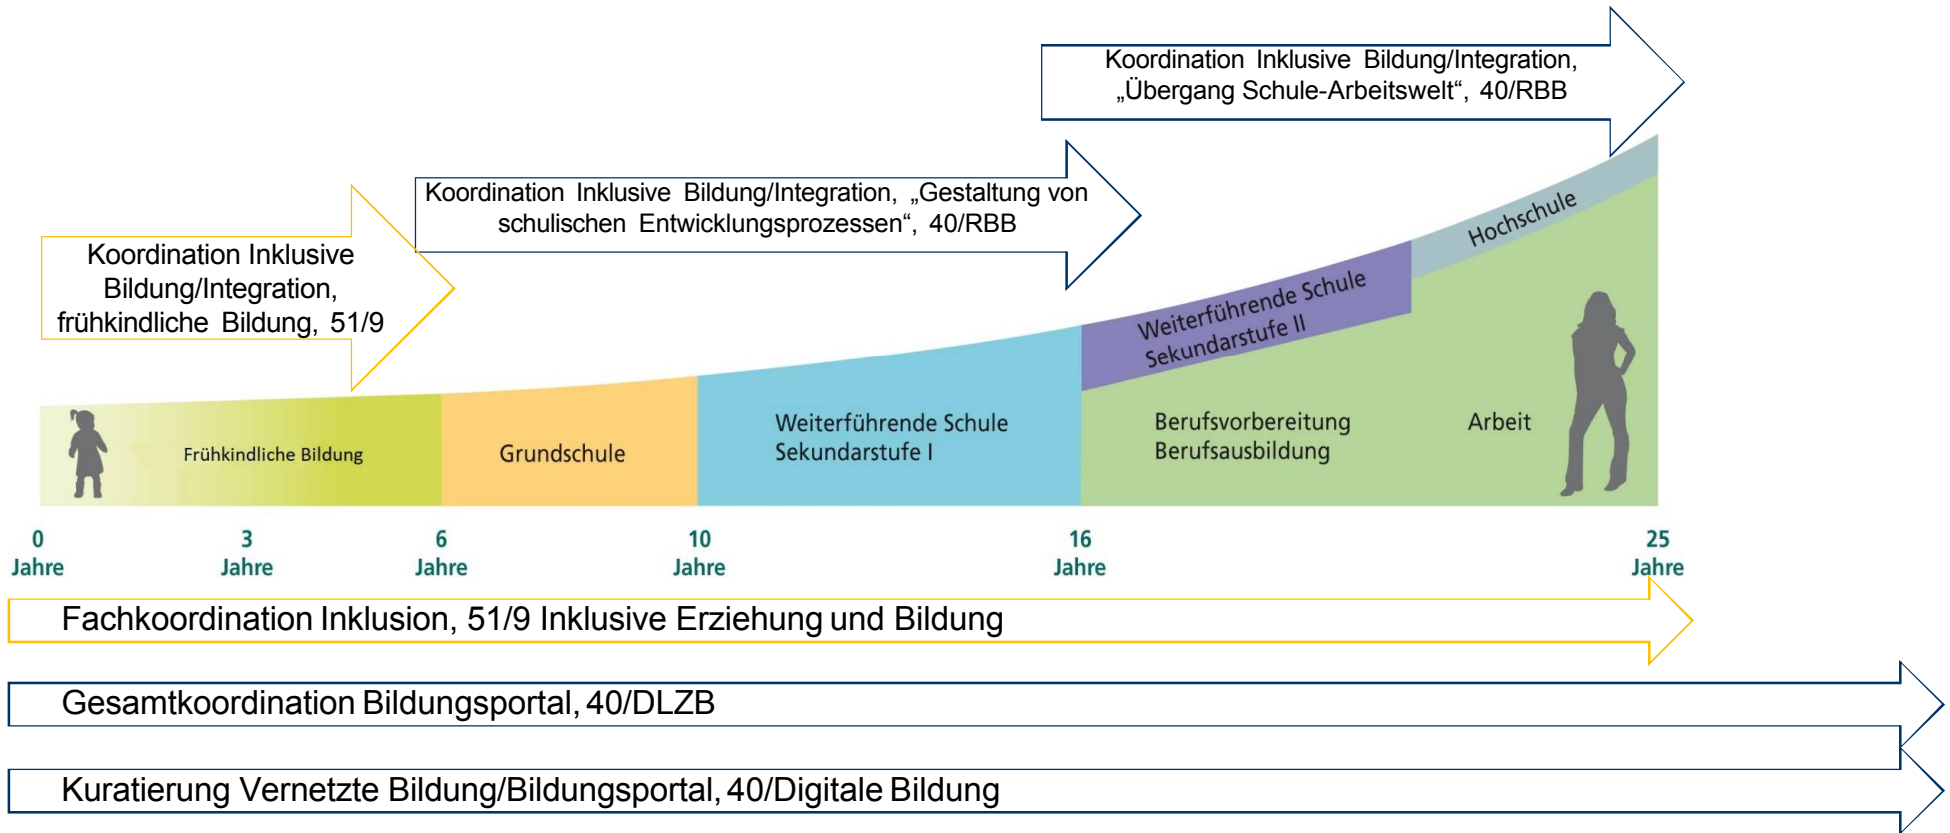 Koordination Inklusive Bildung/Integration,
„Übergang Schule-Arbeitswelt“, 40/RBB
Koordination Inklusive Bildung/Integration, „Gestaltung von
schulischen Entwicklungsprozessen“, 40/RBB
Koordination Inklusive
Bildung/Integration,
frühkindliche Bildung, 51/9
Hochschule
Weiterführende Schule
Sekundarstufe II
Frühkindliche Bildung
Grundschule
Weiterführende Schule
Sekundarstufe I
Berufsvorbereitung
Berufsausbildung
Arbeit
0
Jahre
3
Jahre
6
Jahre
10
Jahre
16
Jahre
25
Jahre
Fachkoordination Inklusion, 51/9 Inklusive Erziehung und Bildung
Gesamtkoordination Bildungsportal, 40/DLZB
Kuratierung Vernetzte Bildung/Bildungsportal, 40/Digitale Bildung